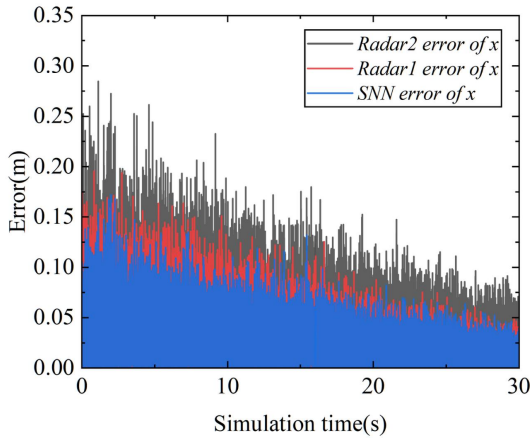 0.35
0.30
0.25
0.20
0.15
0.10
0.05
0.00
Error(m)
Radar2 error of x
Radar1 error of x
SNN error of x
0 10 20 30
Simulation time(s)